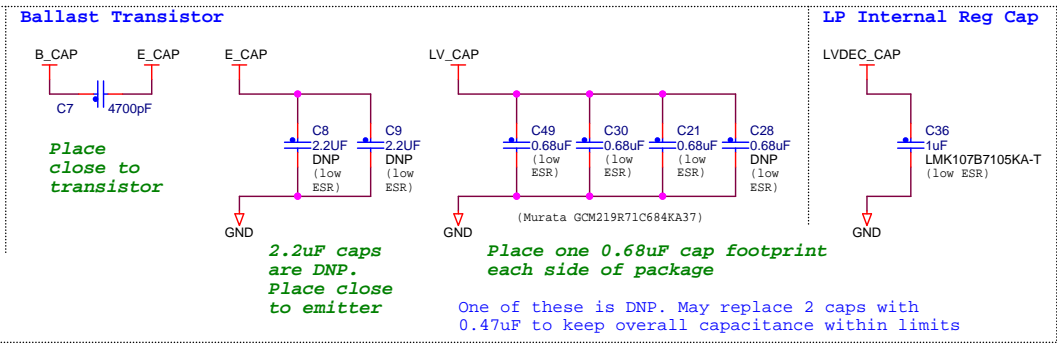 Ballast Transistor
LP Internal Reg Cap
B_CAP
E_CAP
E_CAP
LV_CAP
LVDEC_CAP
C7
4700pF
C8
2.2UF
DNP
(low
ESR)
C9
2.2UF
DNP
(low
ESR)
C49
0.68uF
(low
ESR)
C30
0.68uF
(low
ESR)
C21
0.68uF
(low
ESR)
C28
0.68uF
DNP
(low
ESR)
C36
1uF
LMK107B7105KA-T
(low ESR)
Place
close to
transistor
GND
GND
GND
(Murata GCM219R71C684KA37)
2.2uF caps
are DNP.
Place close
to emitter
Place one 0.68uF cap footprint
each side of package
One of these is DNP. May replace 2 caps with
0.47uF to keep overall capacitance within limits